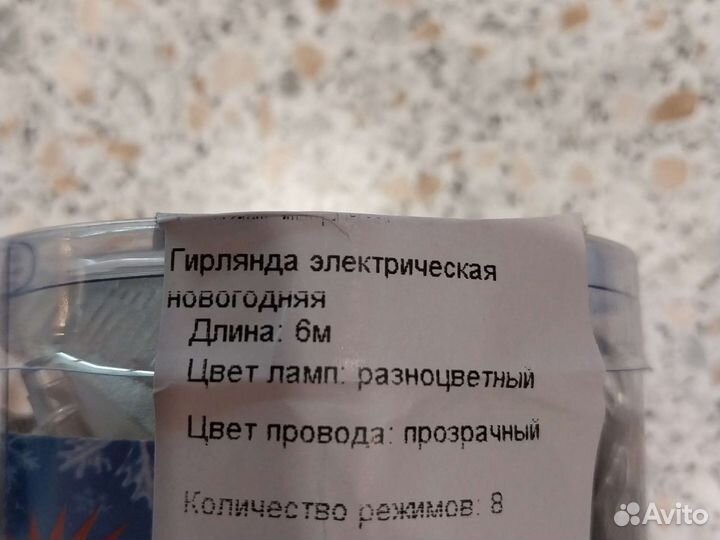 Гирлянда электрическая
новогодняя
Длина: 6м
Цвет ламп: разноцветный
Цвет провода: прозрачный
Количество режимов: 8
Avito